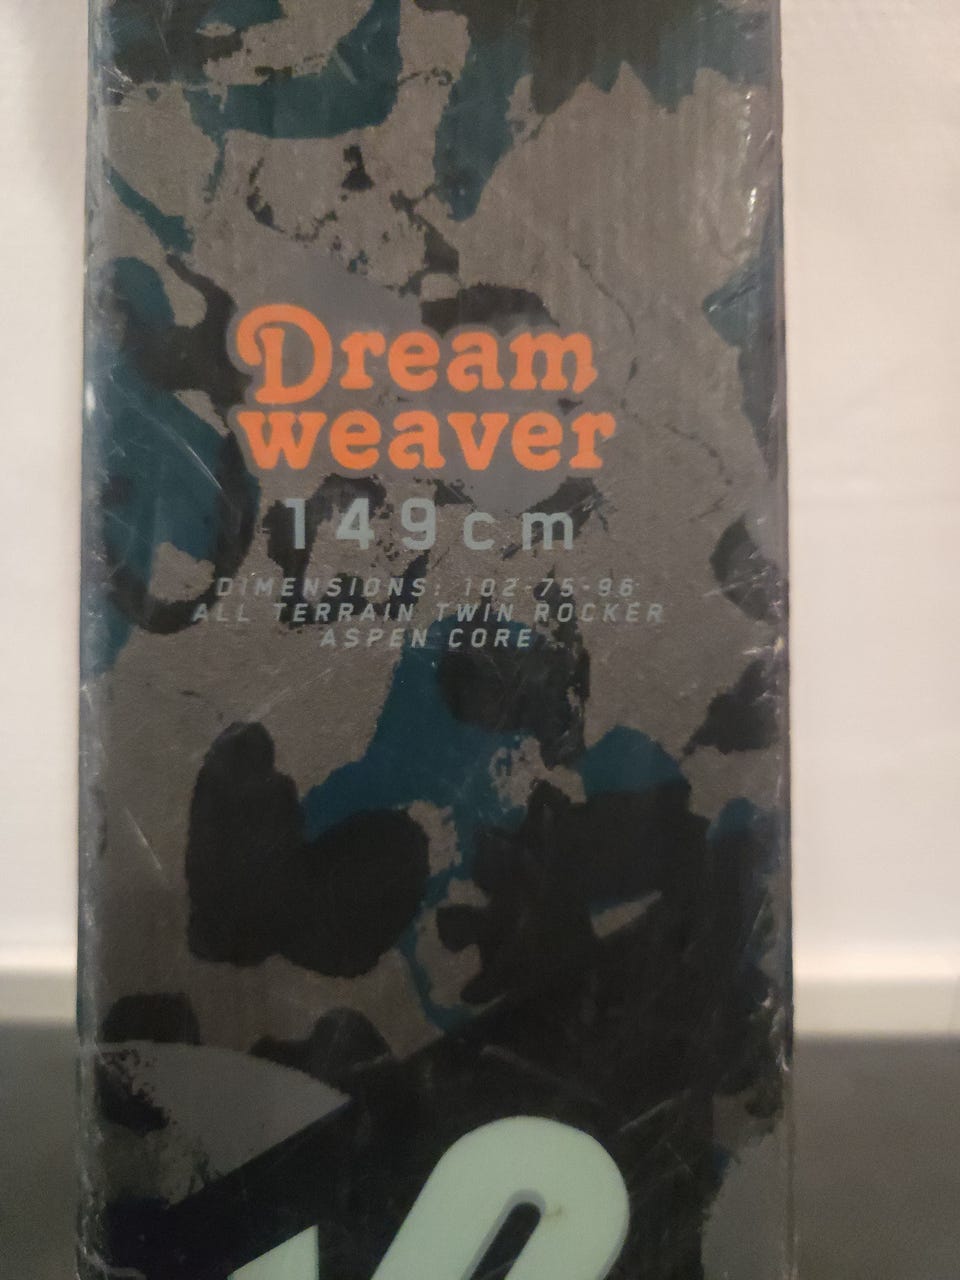 Dream
weaver
149cm
DIMENSIONS: 102-75-96
ALL TERRAIN TWIN ROCKER
ASPEN CORE